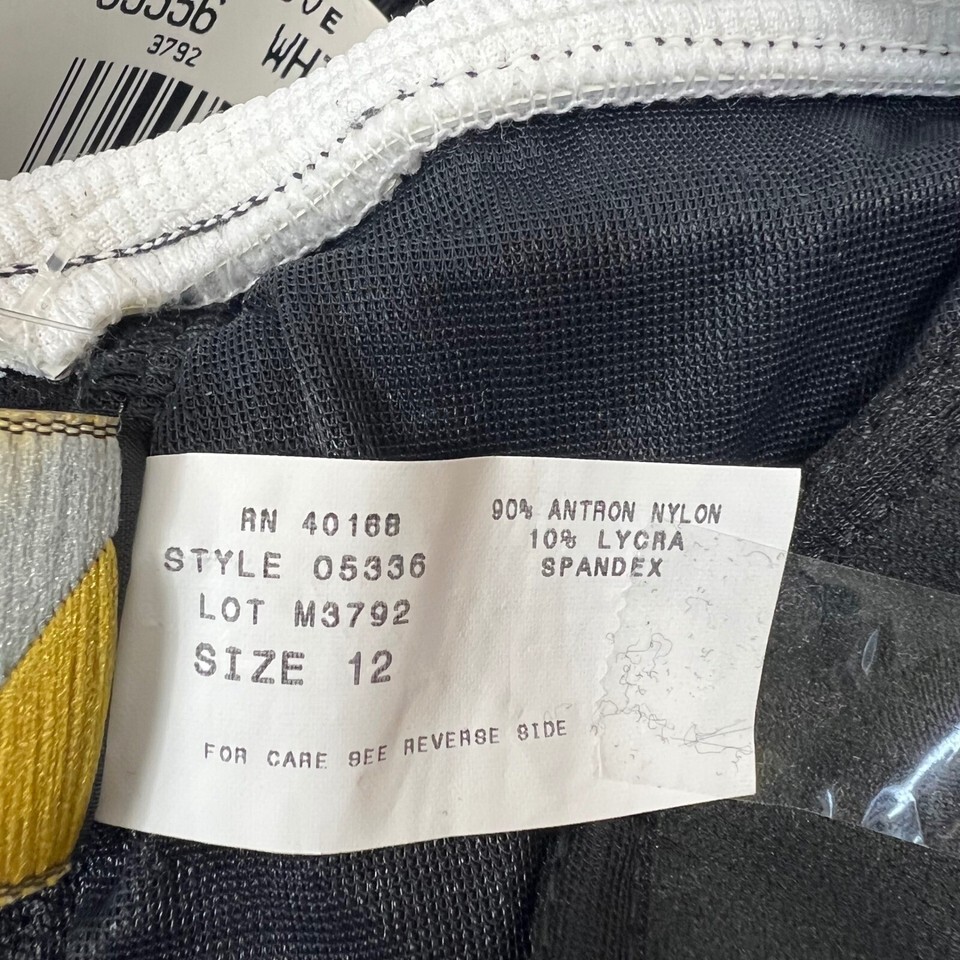 3792
RN 40168
STYLE 05336
LOT M3792
SIZE 12
90% ANTRON NYLON
10% LYCRA
SPANDEX
FOR CARE SEE REVERSE SIDE